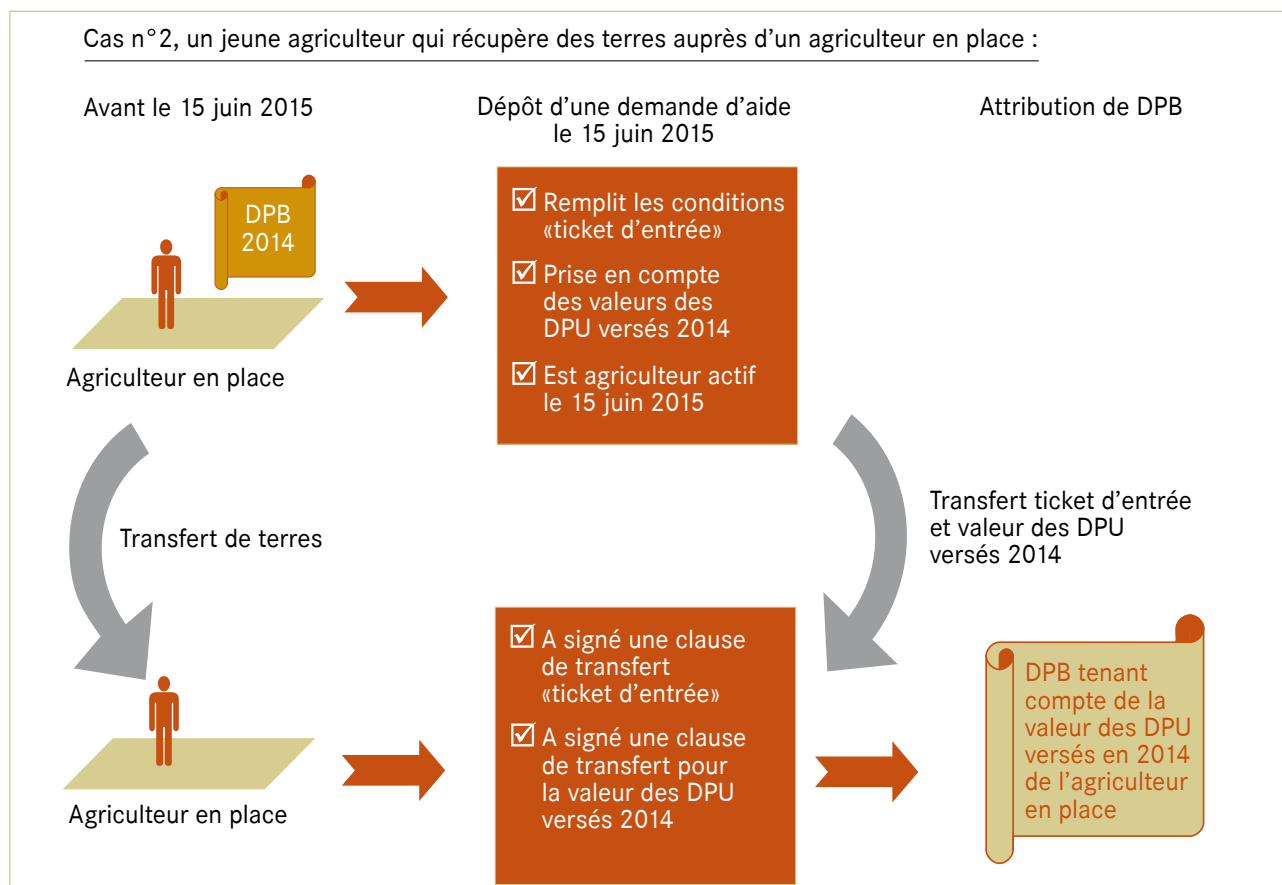 Cas n°2, un jeune agriculteur qui récupère des terres auprès d'un agriculteur en place :
Avant le 15 juin 2015
Dépôt d'une demande d'aide
le 15 juin 2015
Attribution de DPB
DPB
2014
Agriculteur en place
Remplit les conditions
«ticket d'entrée»
Prise en compte
des valeurs des
DPU versés 2014
Est agriculteur actif
le 15 juin 2015
Transfert de terres
Transfert ticket d'entrée
et valeur des DPU
versés 2014
Agriculteur en place
A signé une clause
de transfert
«ticket d'entrée»
A signé une clause
de transfert pour
la valeur des DPU
versés 2014
DPB tenant
compte de la
valeur des DPU
versés en 2014
de l'agriculteur
en place